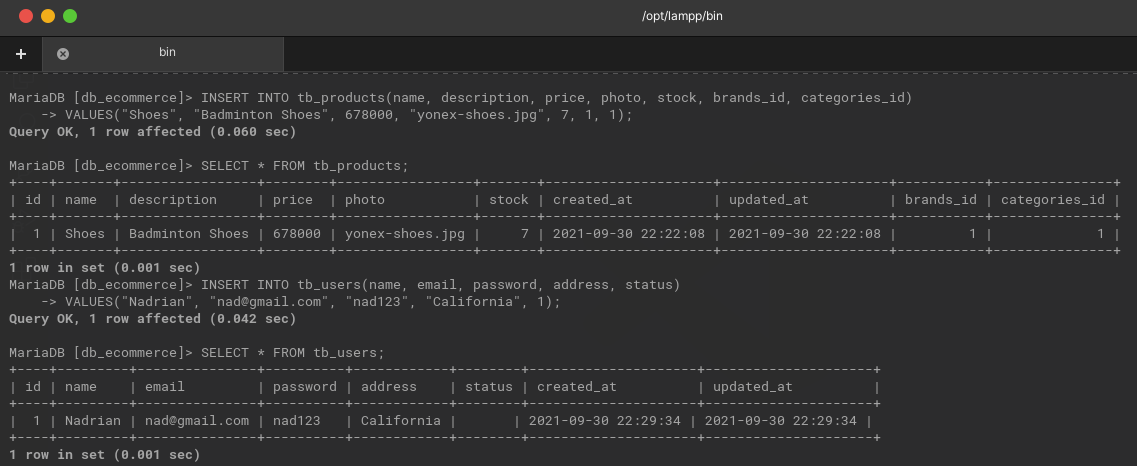 /opt/lampp/bin
+ bin
MariaDB [db_ecommerce]> INSERT INTO tb_products(name, description, price, photo, stock, brands_id, categories_id)
    -> VALUES("Shoes", "Badminton Shoes", 678000, "yonex-shoes.jpg", 7, 1, 1);
Query OK, 1 row affected (0.060 sec)
MariaDB [db_ecommerce]> SELECT * FROM tb_products;
+----+-------+-----------------+--------+-----------------+-------+---------------------+---------------------+-----------+---------------+
| id | name  | description     | price  | photo           | stock | created_at          | updated_at          | brands_id | categories_id |
+----+-------+-----------------+--------+-----------------+-------+---------------------+---------------------+-----------+---------------+
|  1 | Shoes | Badminton Shoes | 678000 | yonex-shoes.jpg |     7 | 2021-09-30 22:22:08 | 2021-09-30 22:22:08 |         1 |             1 |
+----+-------+-----------------+--------+-----------------+-------+---------------------+---------------------+-----------+---------------+
1 row in set (0.001 sec)
MariaDB [db_ecommerce]> INSERT INTO tb_users(name, email, password, address, status)
    -> VALUES("Nadrian", "nad@gmail.com", "nad123", "California", 1);
Query OK, 1 row affected (0.042 sec)
MariaDB [db_ecommerce]> SELECT * FROM tb_users;
+----+---------+---------------+----------+------------+--------+---------------------+---------------------+
| id | name    | email         | password | address    | status | created_at          | updated_at          |
+----+---------+---------------+----------+------------+--------+---------------------+---------------------+
|  1 | Nadrian | nad@gmail.com | nad123   | California |       | 2021-09-30 22:29:34 | 2021-09-30 22:29:34 |
+----+---------+---------------+----------+------------+--------+---------------------+---------------------+
1 row in set (0.001 sec)